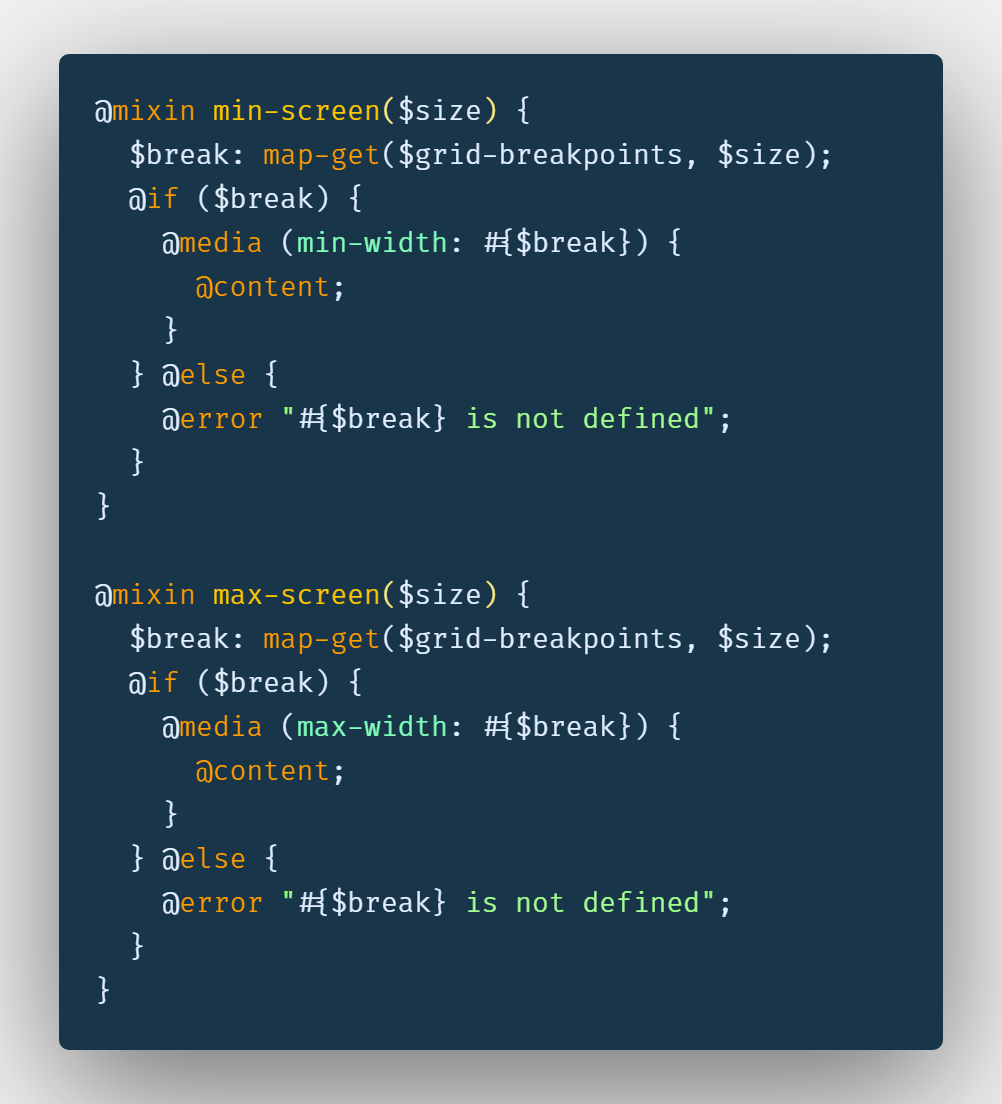 @mixin min-screen($size) {
  $break: map-get($grid-breakpoints, $size);
  @if ($break) {
    @media (min-width: #{$break}) {
      @content;
    }
  } @else {
    @error "#{$break} is not defined";
  }
}

@mixin max-screen($size) {
  $break: map-get($grid-breakpoints, $size);
  @if ($break) {
    @media (max-width: #{$break}) {
      @content;
    }
  } @else {
    @error "#{$break} is not defined";
  }
}